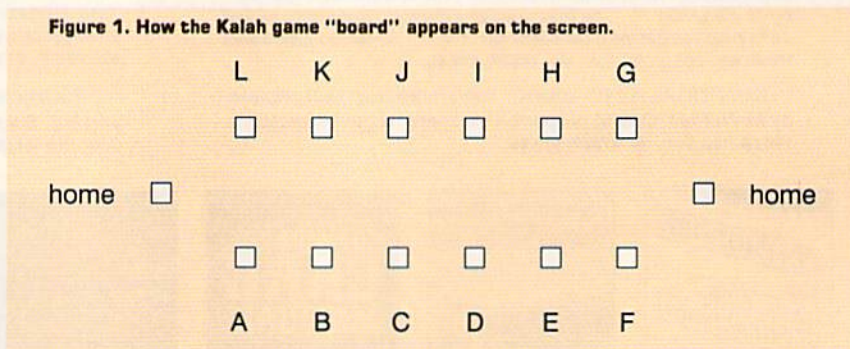 Figure 1. How the Kalah game "board" appears on the screen.
L K J I H G
home home
A B C D E F